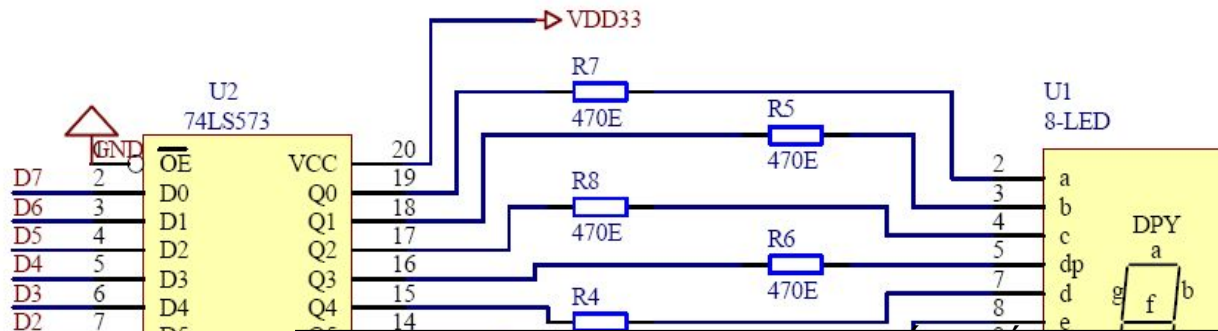 VDD33
R7
470E
R5
470E
R8
470E
R6
470E
R4
U2
74LS573
GND
1
OE
VCC
20
D7
2
D0
Q0
19
D6
3
D1
Q1
18
D5
4
D2
Q2
17
D4
5
D3
Q3
16
D3
6
D4
Q4
15
D2
7
14
U1
8-LED
2
a
3
b
4
c
5
dp
7
d
8
e
DPY
a
g
b
f